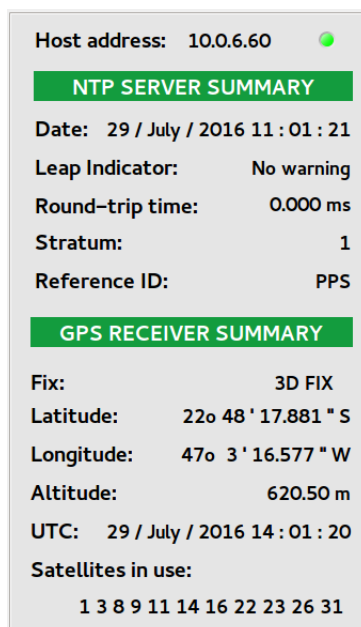 Host address: 10.0.6.60
NTP SERVER SUMMARY
Date: 29 / July / 2016 11 : 01 : 21
Leap Indicator: No warning
Round-trip time: 0.000 ms
Stratum: 1
Reference ID: PPS
GPS RECEIVER SUMMARY
Fix: 3D FIX
Latitude: 22o 48 ' 17.881 " S
Longitude: 47o 3 ' 16.577 " W
Altitude: 620.50 m
UTC: 29 / July / 2016 14 : 01 : 20
Satellites in use:
1 3 8 9 11 14 16 22 23 26 31